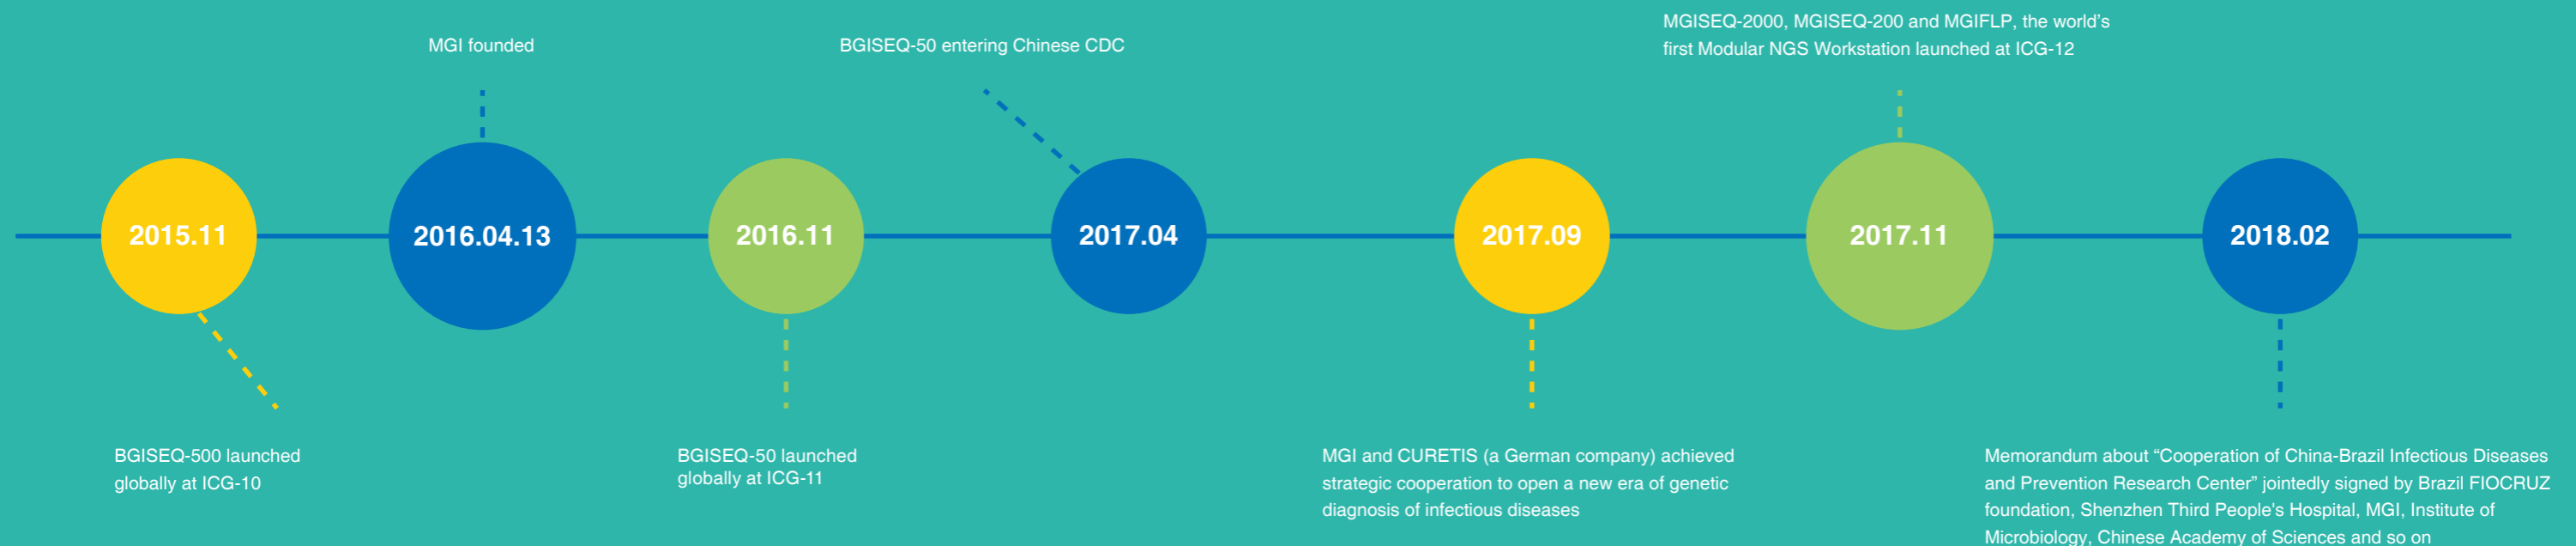 MGISEQ-2000, MGISEQ-200 and MGIFLP, the world's
first Modular NGS Workstation launched at ICG-12
MGI founded
BGISEQ-50 entering Chinese CDC
2015.11
2016.04.13
2016.11
2017.04
2017.09
2017.11
2018.02
BGISEQ-500 launched
globally at ICG-10
BGISEQ-50 launched
globally at ICG-11
MGI and CURETIS (a German company) achieved
strategic cooperation to open a new era of genetic
diagnosis of infectious diseases
Memorandum about “Cooperation of China-Brazil Infectious Diseases
and Prevention Research Center” jointedly signed by Brazil FIOCRUZ
foundation, Shenzhen Third People's Hospital, MGI, Institute of
Microbiology, Chinese Academy of Sciences and so on